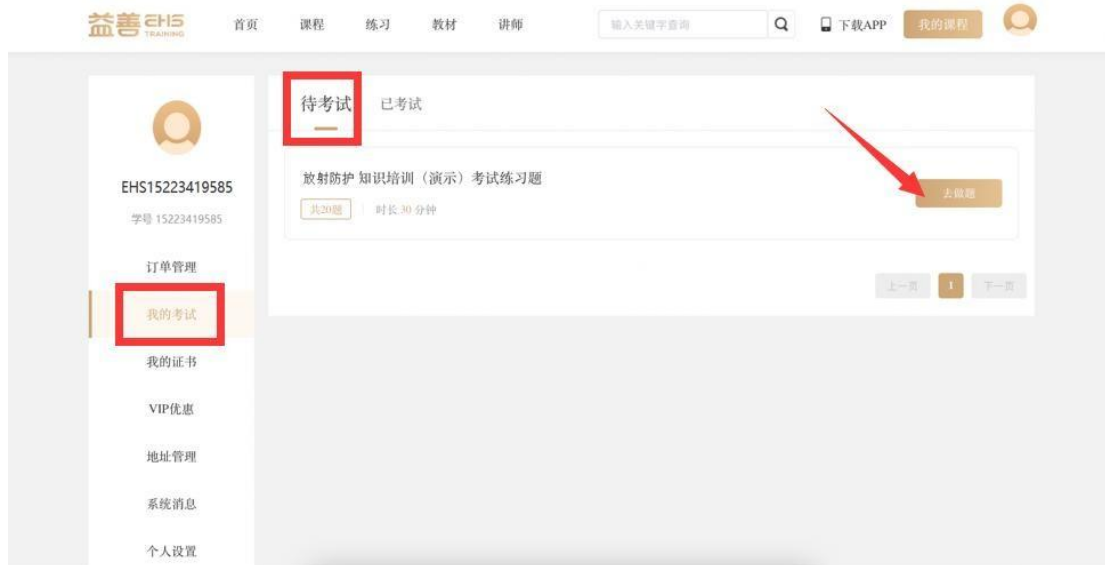 益善 EHS TRAINING 首页 课程 练习 教材 讲师 输入关键字查询 下载APP 我的课程
待考试 已考试
EHS15223419585
学号 15223419585
订单管理
我的考试
我的证书
VIP优惠
地址管理
系统消息
个人设置
放射防护 知识培训（演示）考试练习题
共20题 时长 30 分钟
去做题
上一页 1 下一页